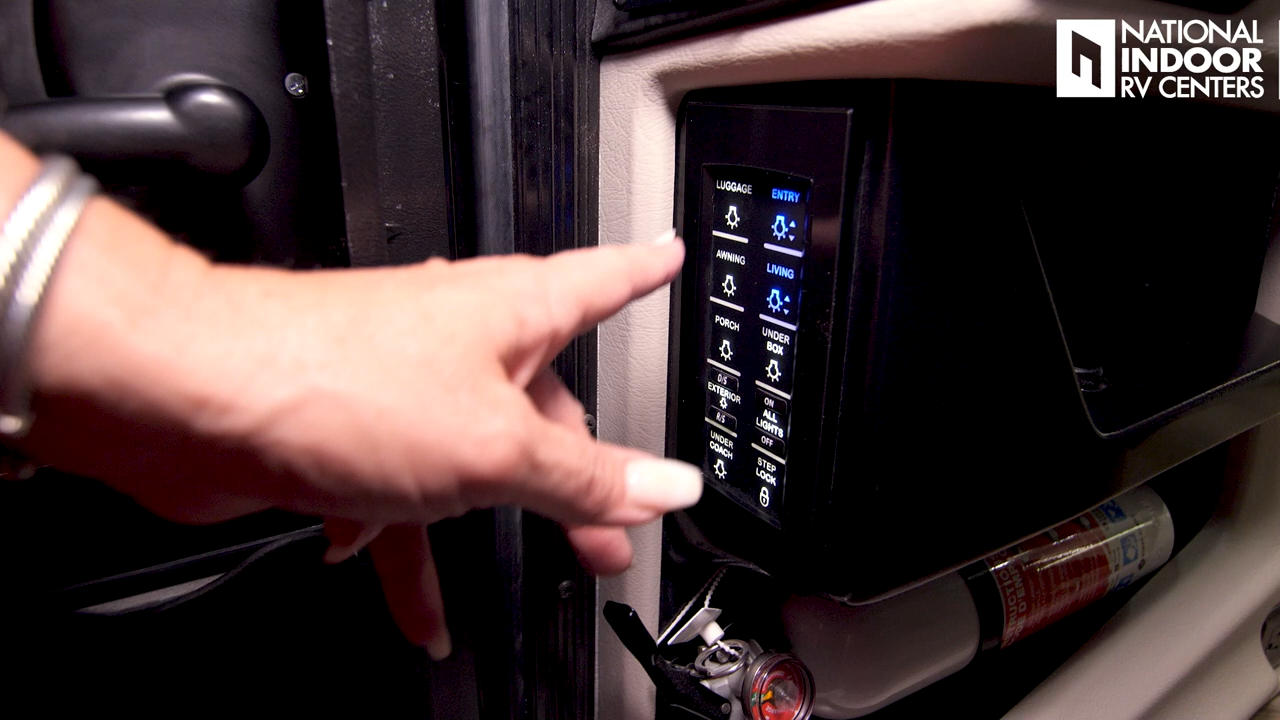 NATIONAL
INDOOR
RV CENTERS
LUGGAGE
ENTRY
AWNING
LIVING
PORCH
UNDER
BOX
D/S
EXTERIOR
R/S
ON
ALL
LIGHTS
OFF
UNDER
COACH
STEP
LOCK